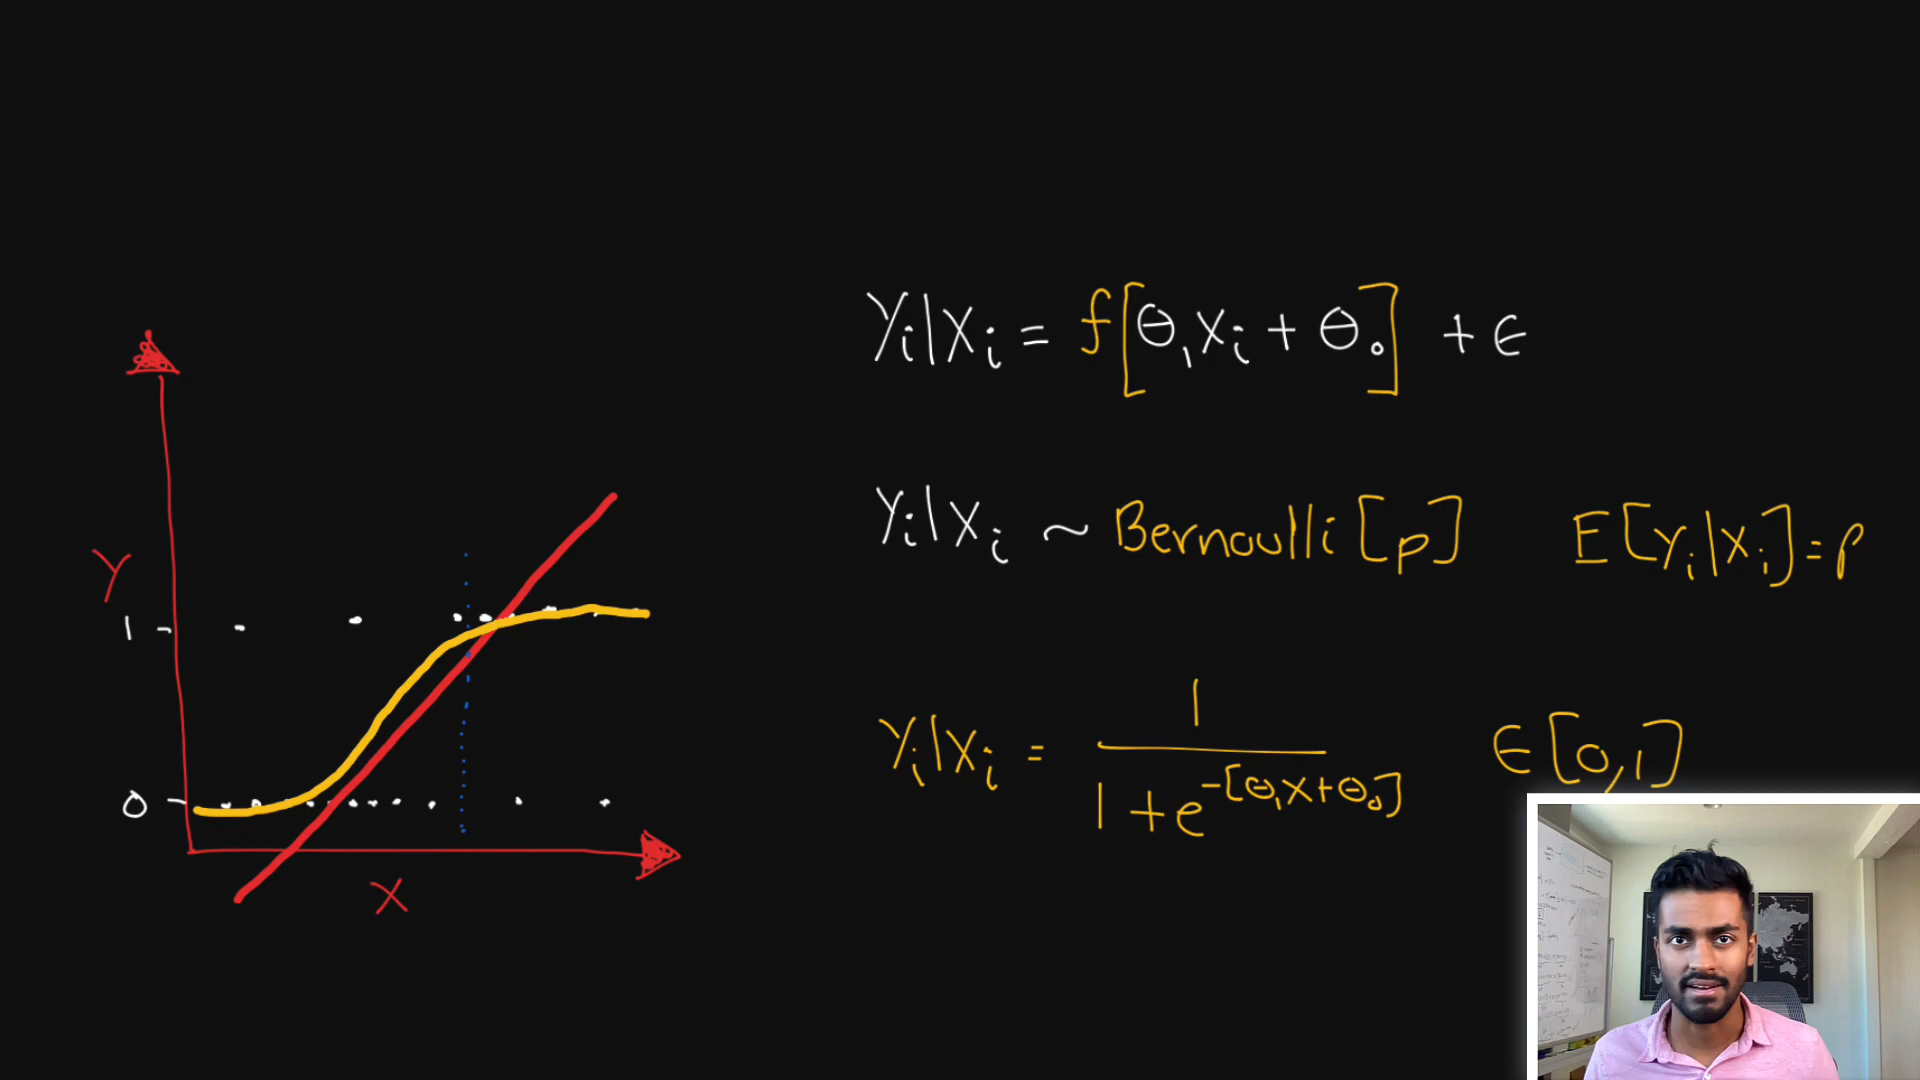 Yᵢ|Xᵢ = f[θ₁Xᵢ + θ₀] + ϵ
Yᵢ|Xᵢ ~ Bernoulli [p] E[Yᵢ|Xᵢ]=p
Yᵢ|Xᵢ = 1 / 1+e^-[θ₁X+θ₀] ∈ [0,1]
Y
1
0
X